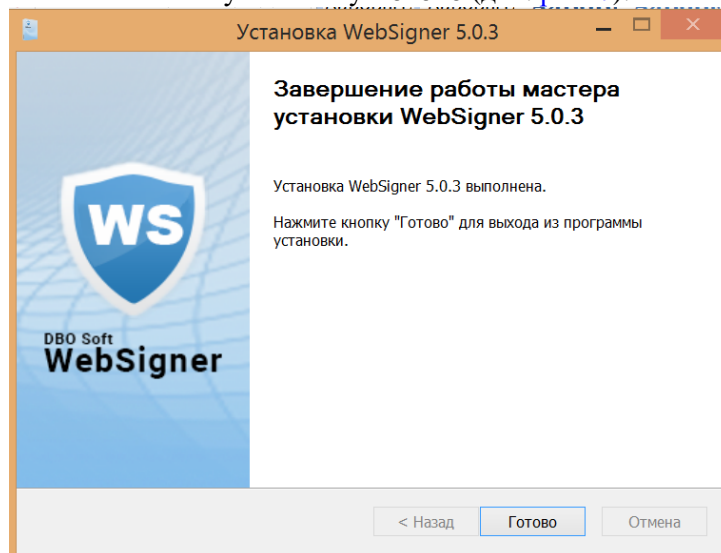 Установка WebSigner 5.0.3
Завершение работы мастера
установки WebSigner 5.0.3
Установка WebSigner 5.0.3 выполнена.
Нажмите кнопку "Готово" для выхода из программы
установки.
WS
DBO Soft
WebSigner
< Назад Готово Отмена